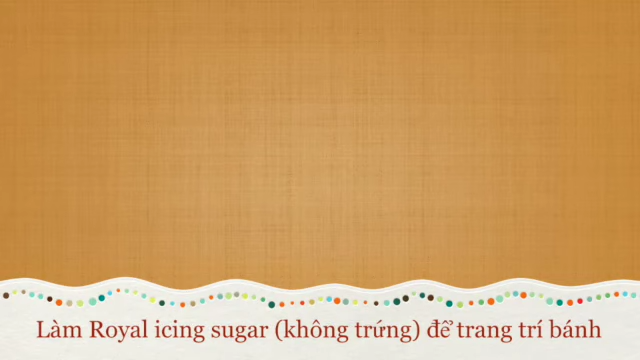 Làm Royal icing sugar (không trứng) để trang trí bánh